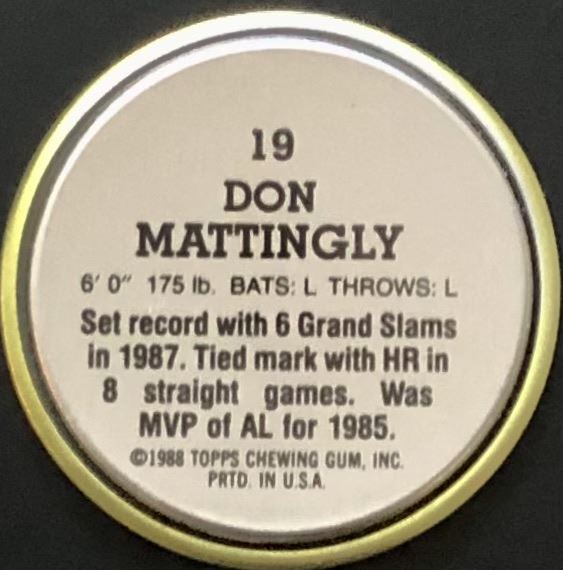 19
DON
MATTINGLY
6' 0" 175 lb. BATS: L THROWS: L
Set record with 6 Grand Slams
in 1987. Tied mark with HR in
8 straight games. Was
MVP of AL for 1985.
©1988 TOPPS CHEWING GUM, INC.
PRTD. IN U.S.A.